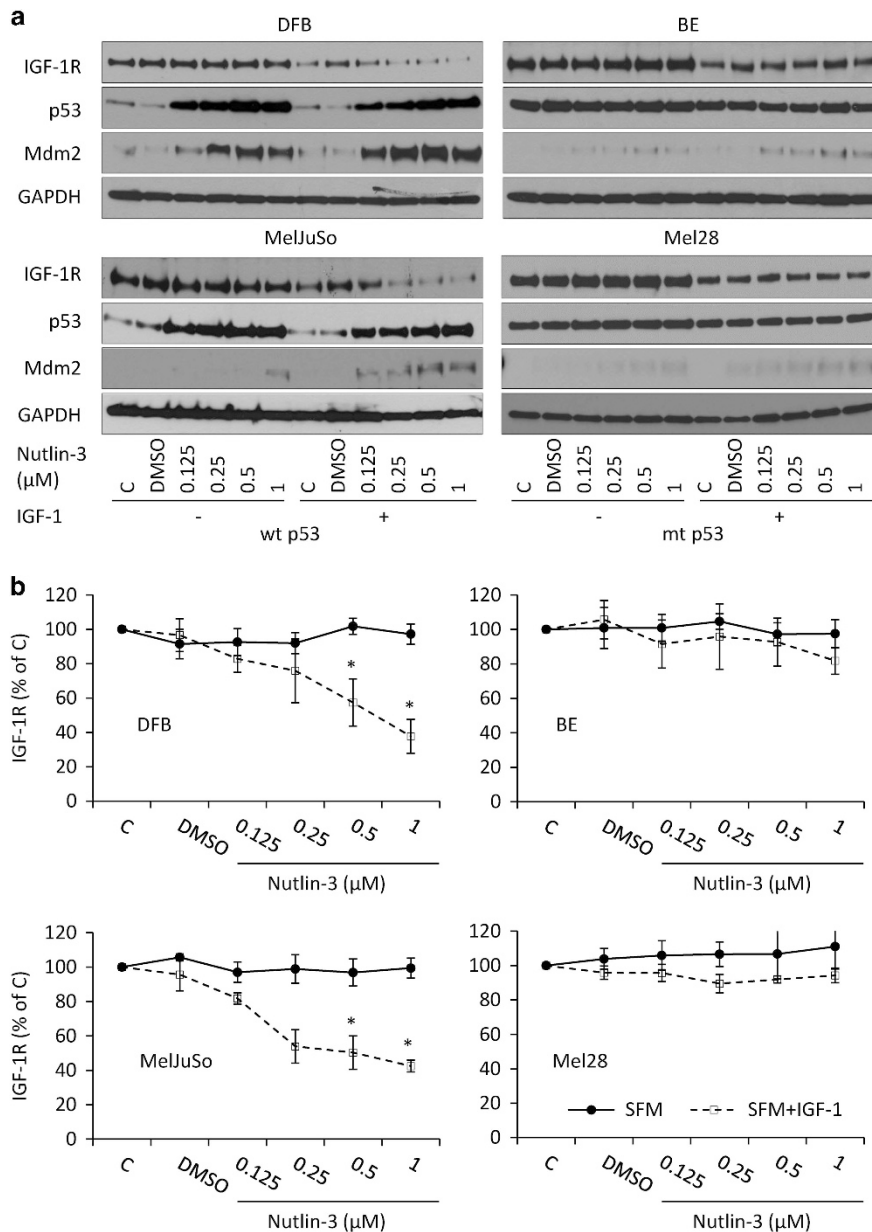 a
DFB BE
IGF-1R
p53
Mdm2
GAPDH
MelJuSo Mel28
IGF-1R
p53
Mdm2
GAPDH
Nutlin-3 (μM) C DMSO 0.125 0.25 0.5 1 C DMSO 0.125 0.25 0.5 1 C DMSO 0.125 0.25 0.5 1 C DMSO 0.125 0.25 0.5 1
IGF-1 - + - +
wt p53 mt p53
b
IGF-1R (% of C)
120
100
80
60
40
20
0
* *
DFB
C DMSO 0.125 0.25 0.5 1
Nutlin-3 (μM)
120
100
80
60
40
20
0
BE
C DMSO 0.125 0.25 0.5 1
Nutlin-3 (μM)
IGF-1R (% of C)
120
100
80
60
40
20
0
* *
MelJuSo
C DMSO 0.125 0.25 0.5 1
Nutlin-3 (μM)
120
100
80
60
40
20
0
Mel28
SFM SFM+IGF-1
C DMSO 0.125 0.25 0.5 1
Nutlin-3 (μM)